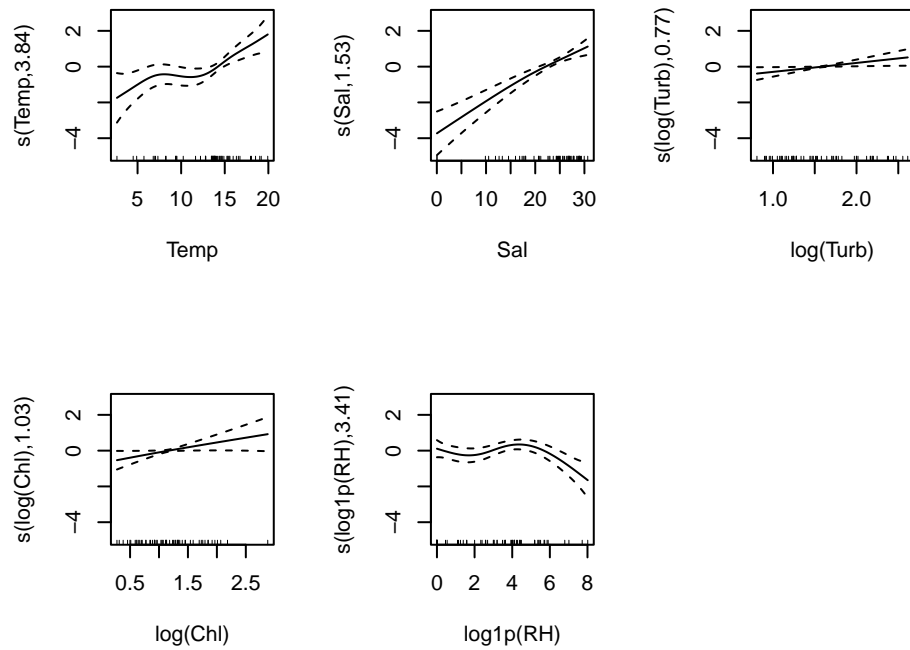 s(Temp,3.84)
2
0
−4
5 10 15 20
Temp
s(Sal,1.53)
2
0
−4
0 10 20 30
Sal
s(log(Turb),0.77)
2
0
−4
1.0 2.0
log(Turb)
s(log(Chl),1.03)
2
0
−4
0.5 1.5 2.5
log(Chl)
s(log1p(RH),3.41)
2
0
−4
0 2 4 6 8
log1p(RH)